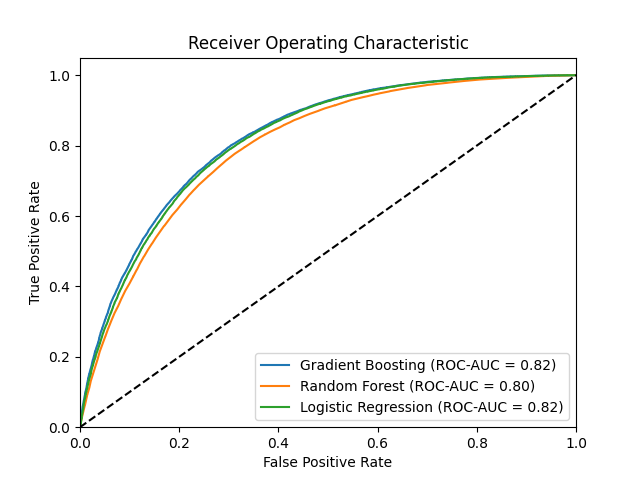 Receiver Operating Characteristic
True Positive Rate
1.0
0.8
0.6
0.4
0.2
0.0
Gradient Boosting (ROC-AUC = 0.82)
Random Forest (ROC-AUC = 0.80)
Logistic Regression (ROC-AUC = 0.82)
0.0 0.2 0.4 0.6 0.8 1.0
False Positive Rate